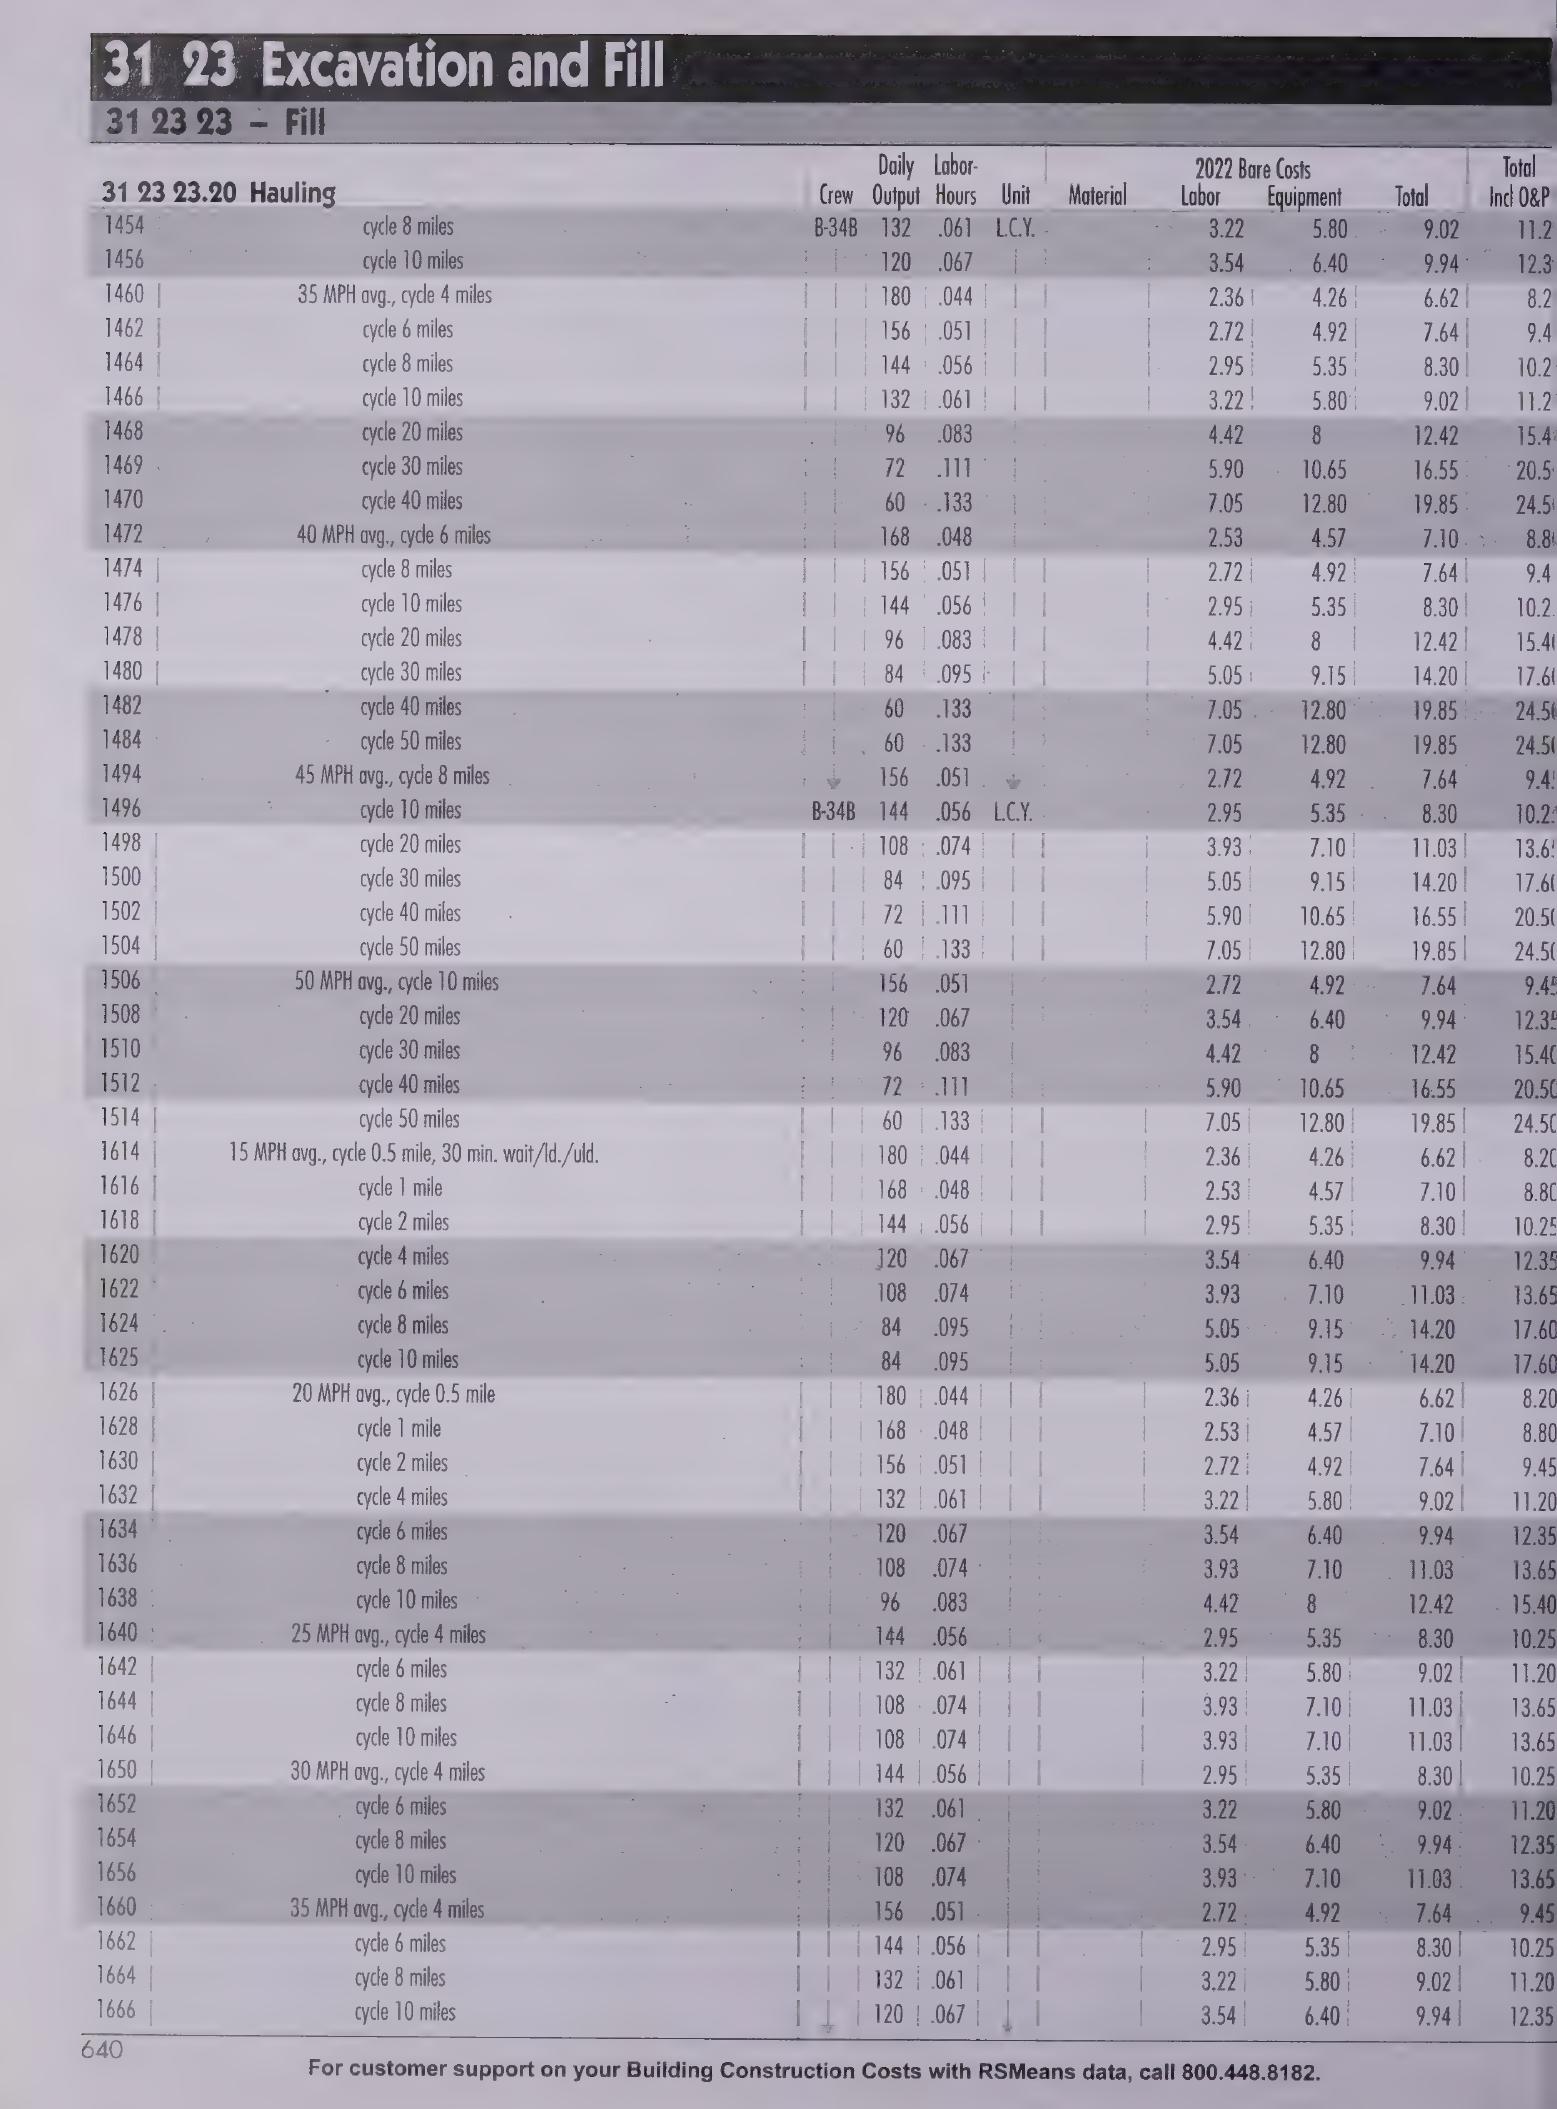 31 23 Excavation and Fill
31 23 23 – Fill
Daily Labor- 2022 Bare Costs Total
31 23 23.20 Hauling Crew Output Hours Unit Material Labor Equipment Total Incl O&P
1454 cycle 8 miles B-34B 132 .061 L.C.Y. 3.22 5.80 9.02 11.2
1456 cycle 10 miles 120 .067 3.54 6.40 9.94 12.3
1460 35 MPH avg., cycle 4 miles 180 .044 2.36 4.26 6.62 8.2
1462 cycle 6 miles 156 .051 2.72 4.92 7.64 9.4
1464 cycle 8 miles 144 .056 2.95 5.35 8.30 10.2
1466 cycle 10 miles 132 .061 3.22 5.80 9.02 11.2
1468 cycle 20 miles 96 .083 4.42 8 12.42 15.4
1469 cycle 30 miles 72 .111 5.90 10.65 16.55 20.5
1470 cycle 40 miles 60 .133 7.05 12.80 19.85 24.5
1472 40 MPH avg., cycle 6 miles 168 .048 2.53 4.57 7.10 8.8
1474 cycle 8 miles 156 .051 2.72 4.92 7.64 9.4
1476 cycle 10 miles 144 .056 2.95 5.35 8.30 10.2
1478 cycle 20 miles 96 .083 4.42 8 12.42 15.4
1480 cycle 30 miles 84 .095 5.05 9.15 14.20 17.6
1482 cycle 40 miles 60 .133 7.05 12.80 19.85 24.5
1484 cycle 50 miles 60 .133 7.05 12.80 19.85 24.5
1494 45 MPH avg., cycle 8 miles 156 .051 2.72 4.92 7.64 9.4
1496 cycle 10 miles B-34B 144 .056 L.C.Y. 2.95 5.35 8.30 10.2
1498 cycle 20 miles 108 .074 3.93 7.10 11.03 13.6
1500 cycle 30 miles 84 .095 5.05 9.15 14.20 17.6
1502 cycle 40 miles 72 .111 5.90 10.65 16.55 20.5
1504 cycle 50 miles 60 .133 7.05 12.80 19.85 24.5
1506 50 MPH avg., cycle 10 miles 156 .051 2.72 4.92 7.64 9.45
1508 cycle 20 miles 120 .067 3.54 6.40 9.94 12.35
1510 cycle 30 miles 96 .083 4.42 8 12.42 15.40
1512 cycle 40 miles 72 .111 5.90 10.65 16.55 20.50
1514 cycle 50 miles 60 .133 7.05 12.80 19.85 24.50
1614 15 MPH avg., cycle 0.5 mile, 30 min. wait/ld./uld. 180 .044 2.36 4.26 6.62 8.20
1616 cycle 1 mile 168 .048 2.53 4.57 7.10 8.80
1618 cycle 2 miles 144 .056 2.95 5.35 8.30 10.25
1620 cycle 4 miles 120 .067 3.54 6.40 9.94 12.35
1622 cycle 6 miles 108 .074 3.93 7.10 11.03 13.65
1624 cycle 8 miles 84 .095 5.05 9.15 14.20 17.60
1625 cycle 10 miles 84 .095 5.05 9.15 14.20 17.60
1626 20 MPH avg., cycle 0.5 mile 180 .044 2.36 4.26 6.62 8.20
1628 cycle 1 mile 168 .048 2.53 4.57 7.10 8.80
1630 cycle 2 miles 156 .051 2.72 4.92 7.64 9.45
1632 cycle 4 miles 132 .061 3.22 5.80 9.02 11.20
1634 cycle 6 miles 120 .067 3.54 6.40 9.94 12.35
1636 cycle 8 miles 108 .074 3.93 7.10 11.03 13.65
1638 cycle 10 miles 96 .083 4.42 8 12.42 15.40
1640 25 MPH avg., cycle 4 miles 144 .056 2.95 5.35 8.30 10.25
1642 cycle 6 miles 132 .061 3.22 5.80 9.02 11.20
1644 cycle 8 miles 108 .074 3.93 7.10 11.03 13.65
1646 cycle 10 miles 108 .074 3.93 7.10 11.03 13.65
1650 30 MPH avg., cycle 4 miles 144 .056 2.95 5.35 8.30 10.25
1652 cycle 6 miles 132 .061 3.22 5.80 9.02 11.20
1654 cycle 8 miles 120 .067 3.54 6.40 9.94 12.35
1656 cycle 10 miles 108 .074 3.93 7.10 11.03 13.65
1660 35 MPH avg., cycle 4 miles 156 .051 2.72 4.92 7.64 9.45
1662 cycle 6 miles 144 .056 2.95 5.35 8.30 10.25
1664 cycle 8 miles 132 .061 3.22 5.80 9.02 11.20
1666 cycle 10 miles 120 .067 3.54 6.40 9.94 12.35
640
For customer support on your Building Construction Costs with RSMeans data, call 800.448.8182.